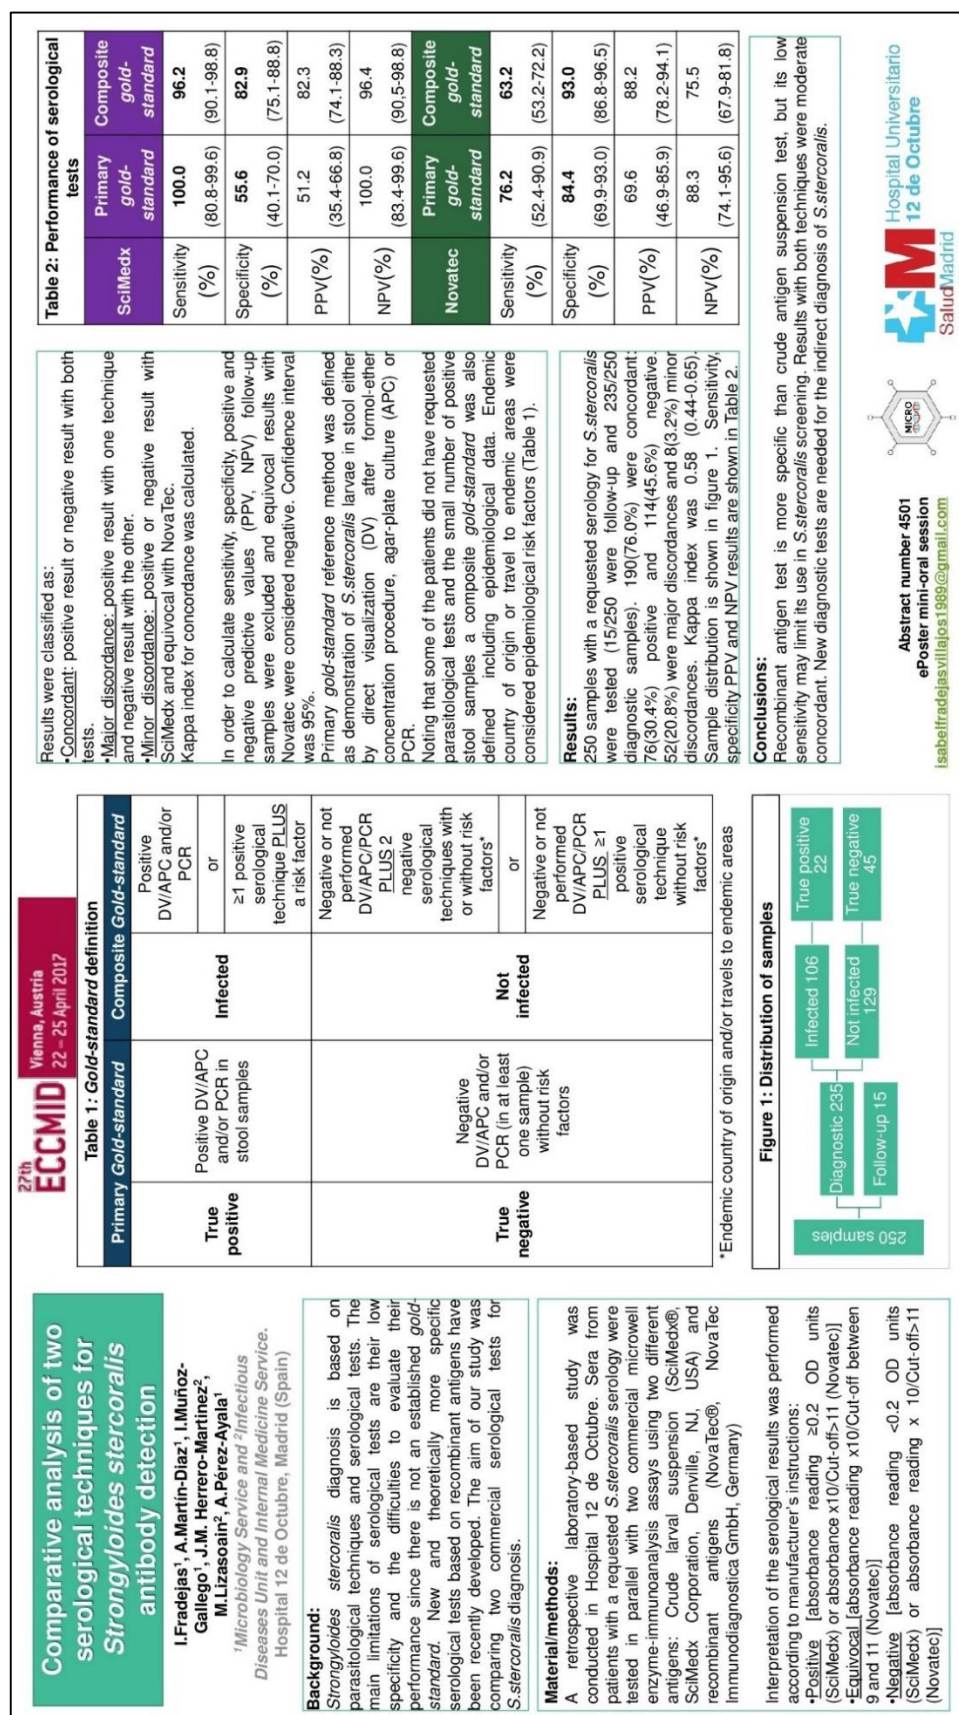 Comparative analysis of two
serological techniques for
Strongyloides stercoralis
antibody detection
I.Fradejas¹, A.Martín-Díaz¹, I.Muñoz-
Gallego¹, J.M. Herrero-Martínez²,
M.Lizasoain², A.Pérez-Ayala¹
¹Microbiology Service and ²Infectious
Diseases Unit and Internal Medicine Service.
Hospital 12 de Octubre, Madrid (Spain)
Background:
Strongyloides stercoralis diagnosis is based on
parasitological techniques and serological tests. The
main limitations of serological tests are their low
specificity and the difficulties to evaluate their
performance since there is not an established gold-
standard. New and theoretically more specific
serological tests based on recombinant antigens have
been recently developed. The aim of our study was
comparing two commercial serological tests for
S.stercoralis diagnosis.
Material/methods:
A retrospective laboratory-based study was
conducted in Hospital 12 de Octubre. Sera from
patients with a requested S.stercoralis serology were
tested in parallel with two commercial microwell
enzyme-immunoanalysis assays using two different
antigens: Crude larval suspension (SciMedx®,
SciMedx Corporation, Denville, NJ, USA) and
recombinant antigens (NovaTec®, NovaTec
Immunodiagnostica GmbH, Germany)
Interpretation of the serological results was performed
according to manufacturer's instructions:
•Positive [absorbance reading ≥0.2 OD units
(SciMedx) or absorbance x10/Cut-off>11 (Novatec)]
•Equivocal [absorbance reading x10/Cut-off between
9 and 11 (Novatec)]
•Negative [absorbance reading <0.2 OD units
(SciMedx) or absorbance reading x 10/Cut-off>11
(Novatec)]
27th
ECCMID
Vienna, Austria
22 – 25 April 2017
Table 1: Gold-standard definition
Primary Gold-standard Composite Gold-standard
True
positive
Positive DV/APC
and/or PCR in
stool samples
Infected
Positive
DV/APC and/or
PCR
or
≥1 positive
serological
technique PLUS
a risk factor
True
negative
Negative
DV/APC and/or
PCR (in at least
one sample)
without risk
factors
Not
infected
Negative or not
performed
DV/APC/PCR
PLUS 2
negative
serological
techniques with
or without risk
factors*
or
Negative or not
performed
DV/APC/PCR
PLUS ≥1
positive
serological
technique
without risk
factors*
*Endemic country of origin and/or travels to endemic areas
Figure 1: Distribution of samples
250 samples
Diagnostic 235
Follow-up 15
Infected 106
Not infected
129
True positive
22
True negative
45
Results were classified as:
•Concordant: positive result or negative result with both
tests.
•Major discordance: positive result with one technique
and negative result with the other.
•Minor discordance: positive or negative result with
SciMedx and equivocal with NovaTec.
Kappa index for concordance was calculated.
In order to calculate sensitivity, specificity, positive and
negative predictive values (PPV, NPV) follow-up
samples were excluded and equivocal results with
Novatec were considered negative. Confidence interval
was 95%.
Primary gold-standard reference method was defined
as demonstration of S.stercoralis larvae in stool either
by direct visualization (DV) after formol-ether
concentration procedure, agar-plate culture (APC) or
PCR.
Noting that some of the patients did not have requested
parasitological tests and the small number of positive
stool samples a composite gold-standard was also
defined including epidemiological data. Endemic
country of origin or travel to endemic areas were
considered epidemiological risk factors (Table 1).
Results:
250 samples with a requested serology for S.stercoralis
were tested (15/250 were follow-up and 235/250
diagnostic samples). 190(76.0%) were concordant:
76(30.4%) positive and 114(45.6%) negative.
52(20.8%) were major discordances and 8(3.2%) minor
discordances. Kappa index was 0.58 (0.44-0.65).
Sample distribution is shown in figure 1. Sensitivity,
specificity PPV and NPV results are shown in Table 2.
Table 2: Performance of serological
tests
SciMedx Primary gold-standard Composite gold-standard
Sensitivity (%) 100.0 (80.8-99.6) 96.2 (90.1-98.8)
Specificity (%) 55.6 (40.1-70.0) 82.9 (75.1-88.8)
PPV(%) 51.2 (35.4-66.8) 82.3 (74.1-88.3)
NPV(%) 100.0 (83.4-99.6) 96.4 (90,5-98.8)
Novatec Primary gold-standard Composite gold-standard
Sensitivity (%) 76.2 (52.4-90.9) 63.2 (53.2-72.2)
Specificity (%) 84.4 (69.9-93.0) 93.0 (86.8-96.5)
PPV(%) 69.6 (46.9-85.9) 88.2 (78.2-94.1)
NPV(%) 88.3 (74.1-95.6) 75.5 (67.9-81.8)
Conclusions:
Recombinant antigen test is more specific than crude antigen suspension test, but its low
sensitivity may limit its use in S.stercoralis screening. Results with both techniques were moderate
concordant. New diagnostic tests are needed for the indirect diagnosis of S.stercoralis.
Abstract number 4501
ePoster mini-oral session
isabelfradejasvillajos1989@gmail.com
MICRO
SaludMadrid
Hospital Universitario
12 de Octubre